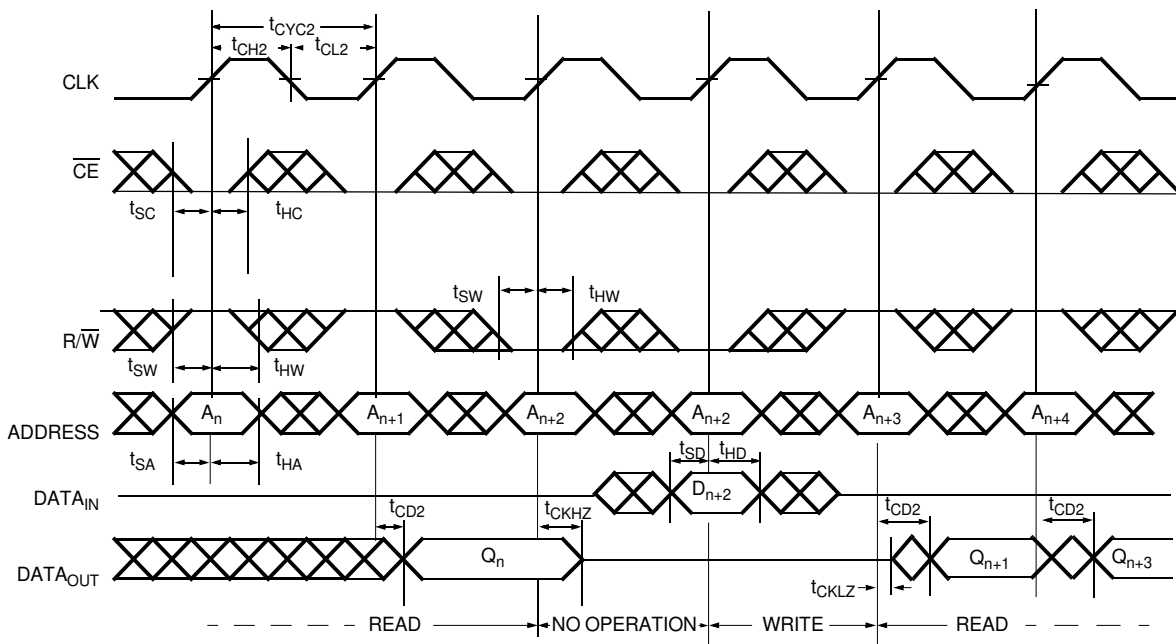 tCYC2
tCH2 tCL2
CLK
CE
tSC tHC
tSW tHW
R/W
tSW tHW
An An+1 An+2 An+2 An+3 An+4
ADDRESS
tSA tHA
tSD tHD
DATAIN
Dn+2
tCD2 tCKHZ tCD2 tCD2
Qn Qn+1 Qn+3
DATAOUT
tCKLZ
READ NO OPERATION WRITE READ